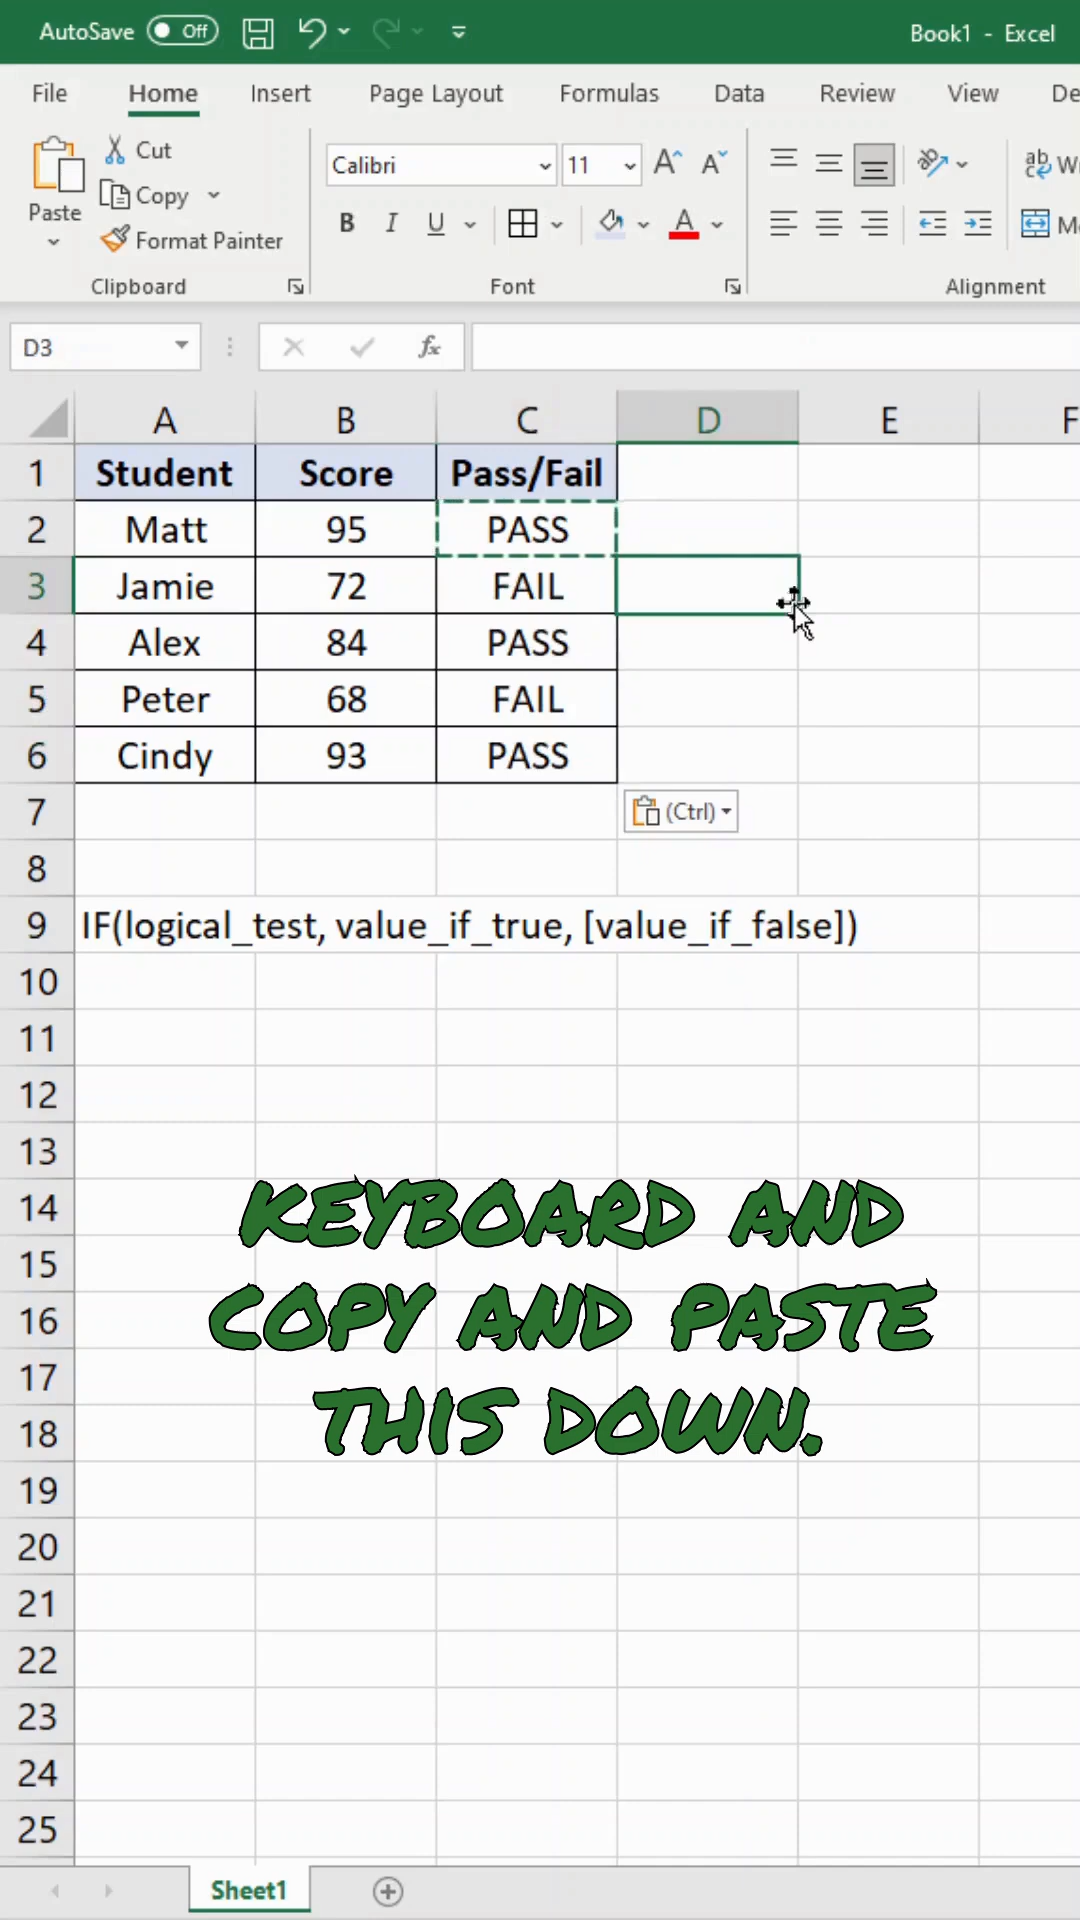 AutoSave Off Book1 - Excel
File Home Insert Page Layout Formulas Data Review View De
Paste
Cut
Copy
Format Painter
Clipboard
Calibri 11 A A
B I U A
Font
ab
ab c W
M
Alignment
D3 fx
A B C D E F
1 Student Score Pass/Fail
2 Matt 95 PASS
3 Jamie 72 FAIL
4 Alex 84 PASS
5 Peter 68 FAIL
6 Cindy 93 PASS
7 (Ctrl)
8
9 IF(logical_test, value_if_true, [value_if_false])
10
11
12
13
14
15
16
17
18
19
20
21
22
23
24
25
KEYBOARD AND
COPY AND PASTE
THIS DOWN.
Sheet1